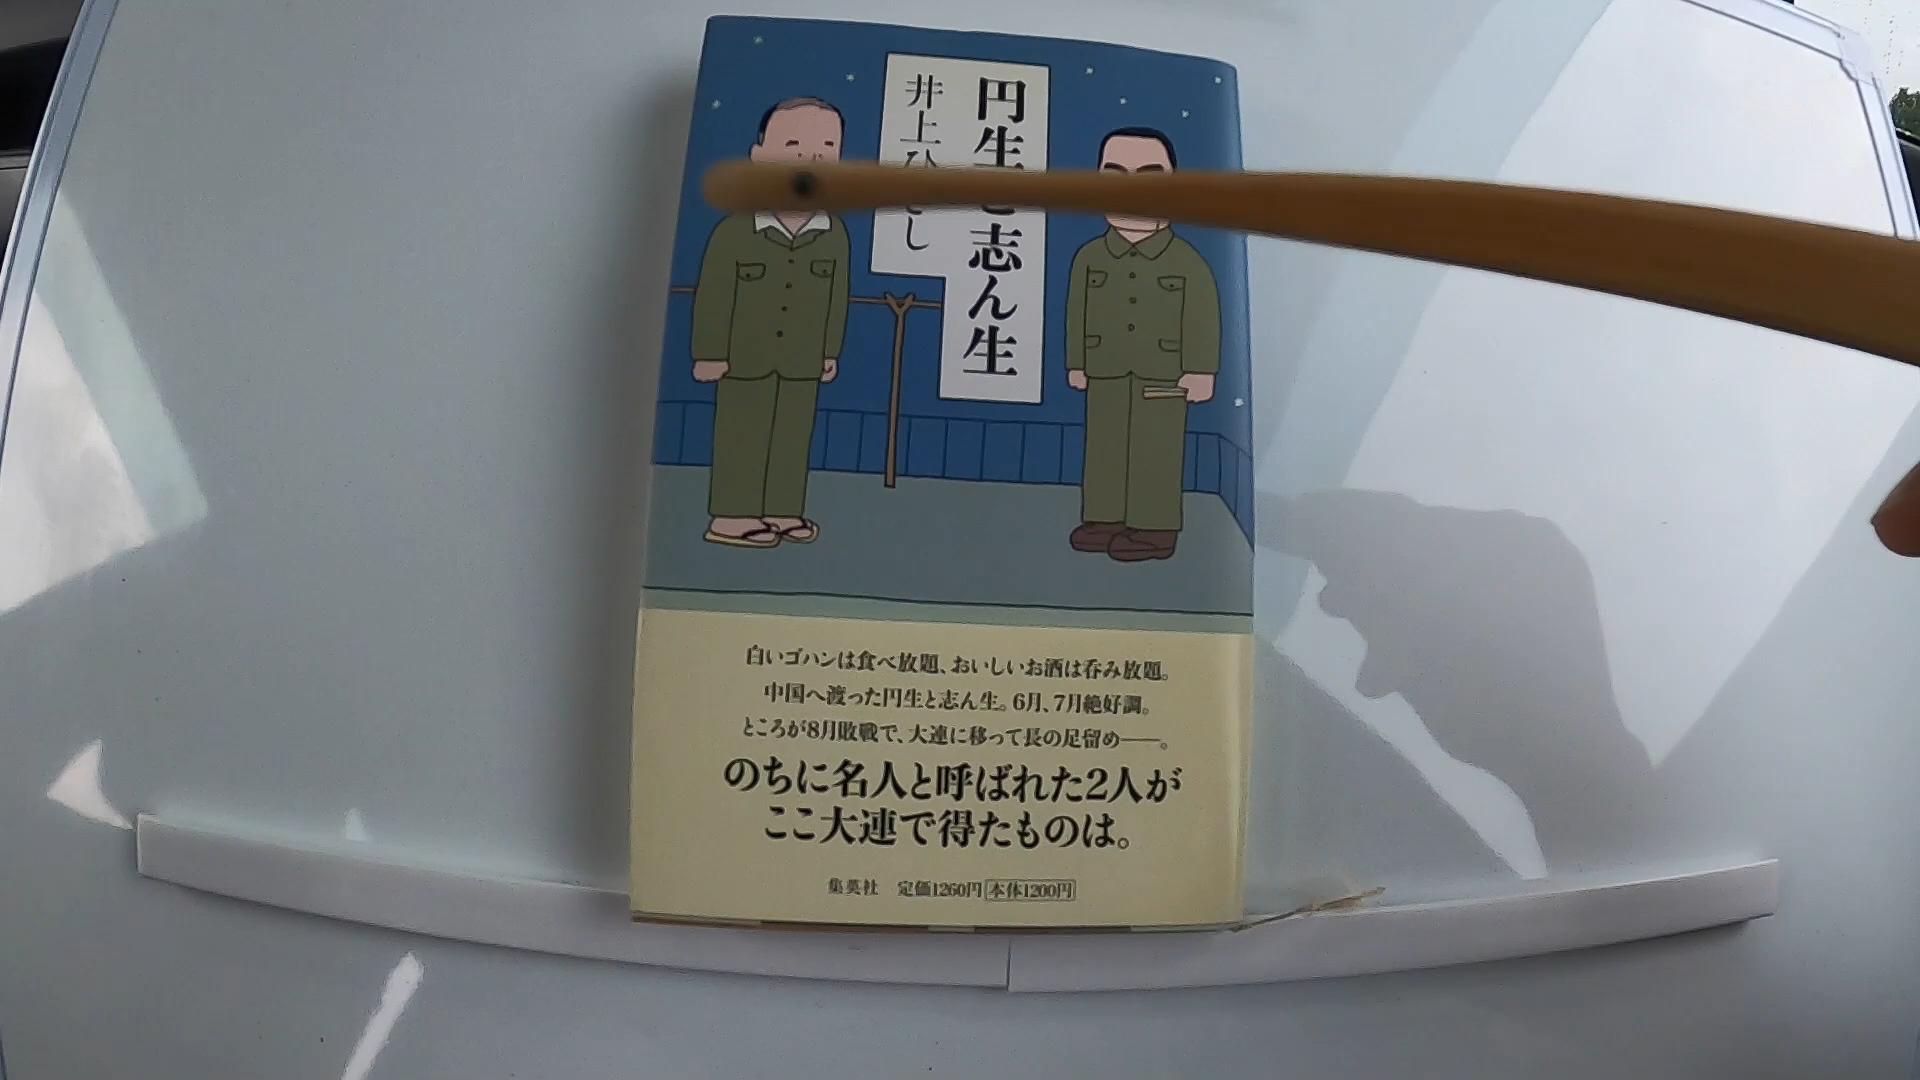 円生と志ん生
井上ひさし
白いゴハンは食べ放題、おいしいお酒は呑み放題。
中国へ渡った円生と志ん生。6月、7月絶好調。
ところが8月敗戦で、大連に移って長の足留め──。
のちに名人と呼ばれた2人が
ここ大連で得たものは。
集英社 定価1260円 本体1200円